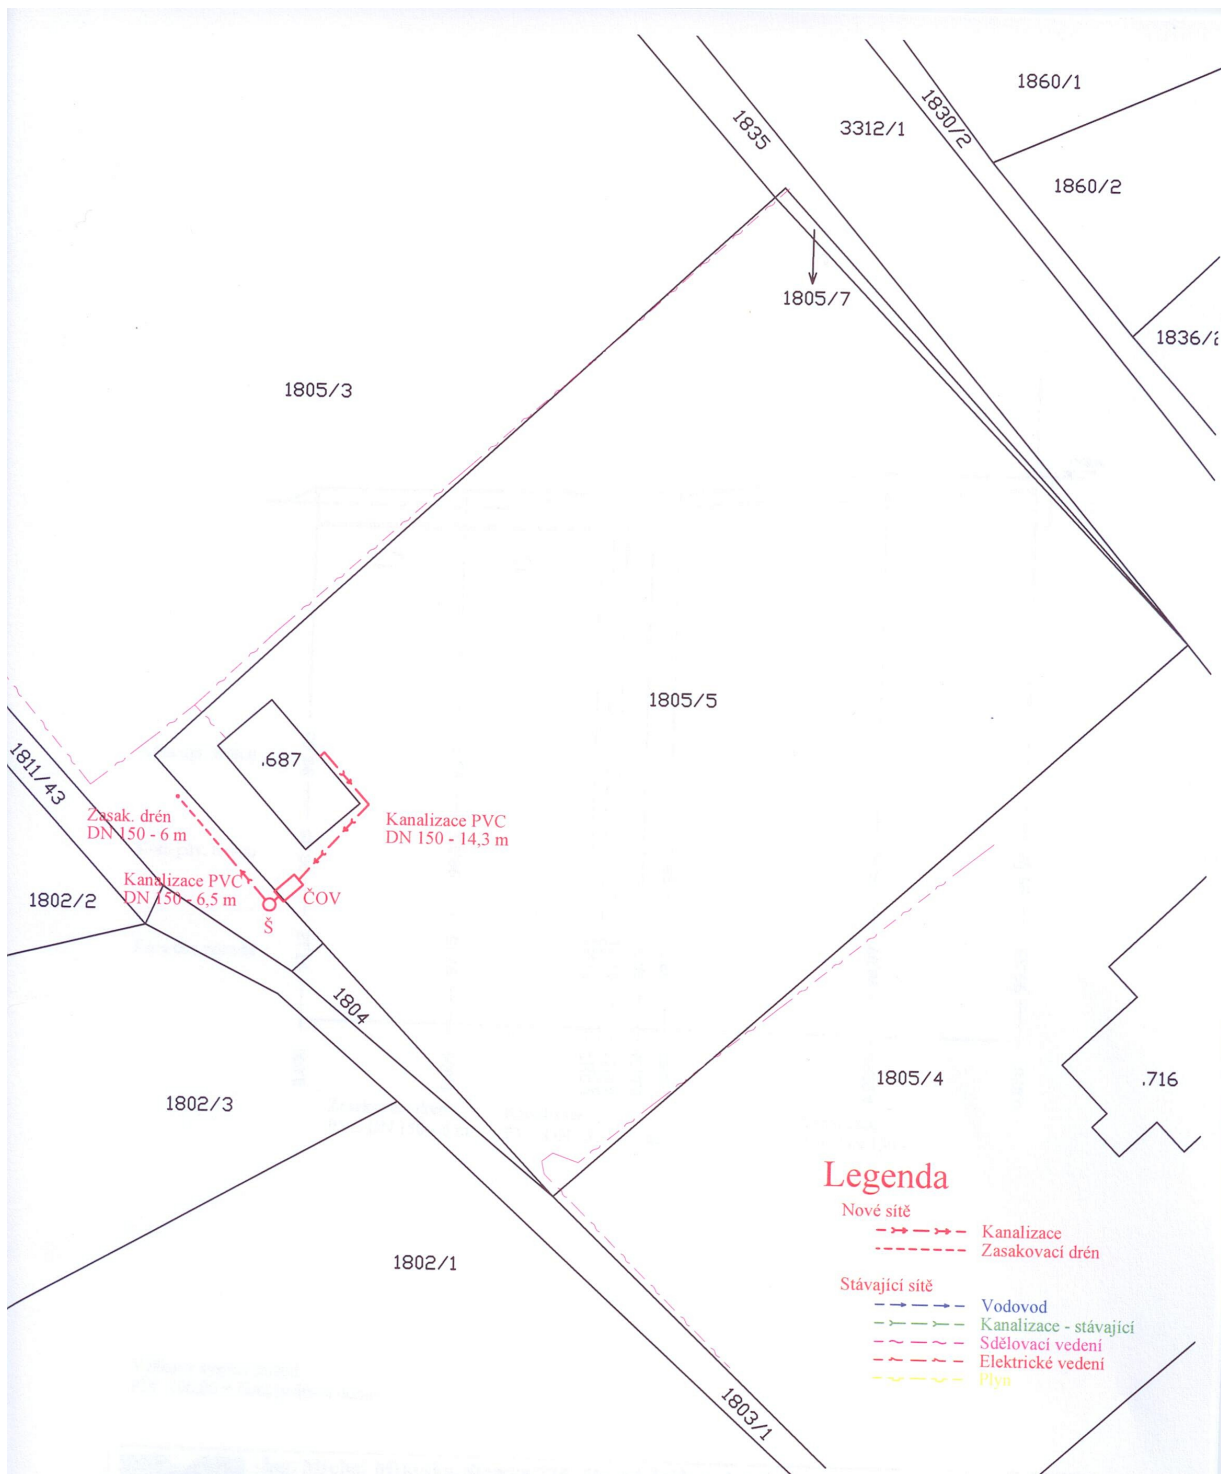 1860/1
1830/2
1835
3312/1
1860/2
1805/7
1805/3
1805/5
.687
1811/43
Zasak. drén
DN 150 - 6 m
Kanalizace PVC
DN 150 - 14,3 m
Kanalizace PVC
DN 150 - 6,5 m
ČOV
1802/2
Š
1804
1805/4
.716
1802/3
Legenda
Nové sítě
Kanalizace
Zasakovací drén
1802/1
Stávající sítě
Vodovod
Kanalizace - stávající
Sdělovací vedení
Elektrické vedení
Plyn
1803/1